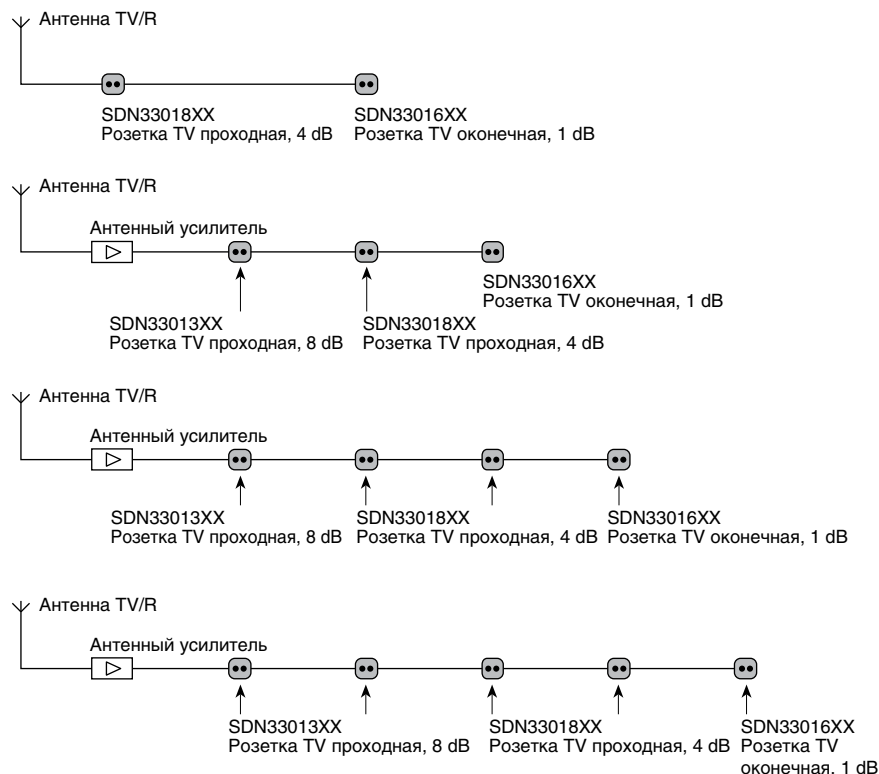 Антенна TV/R
SDN33018XX
Розетка TV проходная, 4 dB
SDN33016XX
Розетка TV оконечная, 1 dB
Антенна TV/R
Антенный усилитель
SDN33016XX
Розетка TV оконечная, 1 dB
SDN33013XX
Розетка TV проходная, 8 dB
SDN33018XX
Розетка TV проходная, 4 dB
Антенна TV/R
Антенный усилитель
SDN33013XX
Розетка TV проходная, 8 dB
SDN33018XX
Розетка TV проходная, 4 dB
SDN33016XX
Розетка TV оконечная, 1 dB
Антенна TV/R
Антенный усилитель
SDN33013XX
Розетка TV проходная, 8 dB
SDN33018XX
Розетка TV проходная, 4 dB
SDN33016XX
Розетка TV
оконечная, 1 dB